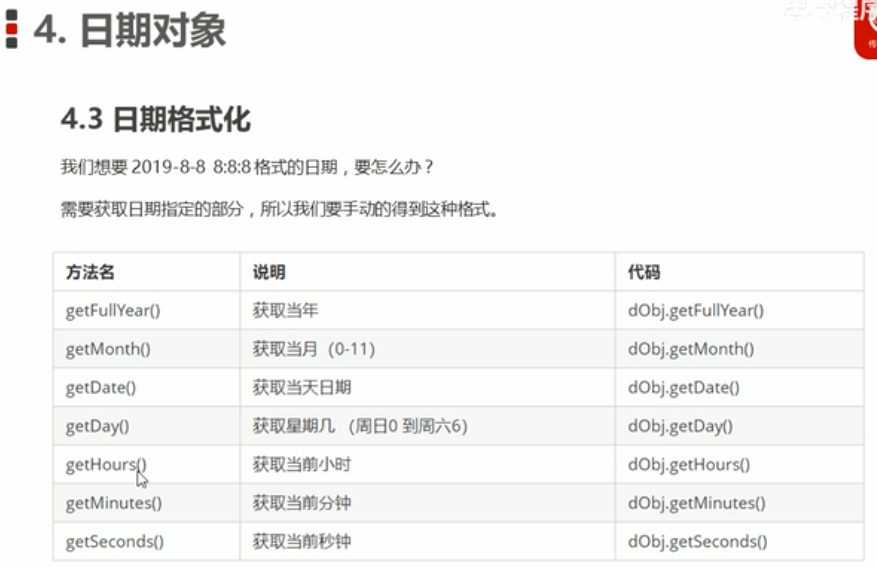 4. 日期对象
4.3 日期格式化
我们想要 2019-8-8 8:8:8 格式的日期，要怎么办？
需要获取日期指定的部分，所以我们要手动的得到这种格式。
方法名 说明 代码
getFullYear() 获取当年 dObj.getFullYear()
getMonth() 获取当月（0-11） dObj.getMonth()
getDate() 获取当天日期 dObj.getDate()
getDay() 获取星期几 （周日0 到周六6） dObj.getDay()
getHours() 获取当前小时 dObj.getHours()
getMinutes() 获取当前分钟 dObj.getMinutes()
getSeconds() 获取当前秒钟 dObj.getSeconds()